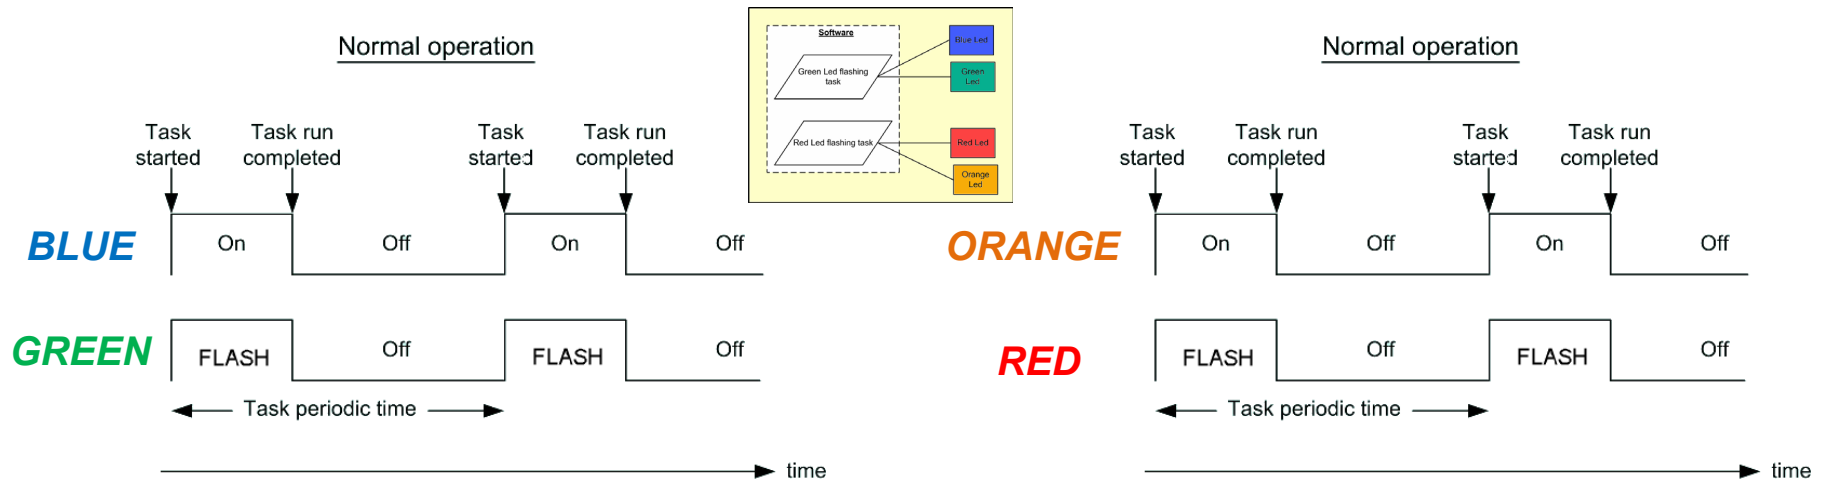 Normal operation
Task
started
Task run
completed
Task
started
Task run
completed
BLUE
On
Off
On
Off
GREEN
FLASH
Off
FLASH
Off
Task periodic time
time
Software
Green Led flashing
task
Red Led flashing task
Blue Led
Green
Led
Red Led
Orange
Led
Normal operation
Task
started
Task run
completed
Task
started
Task run
completed
ORANGE
On
Off
On
Off
RED
FLASH
Off
FLASH
Off
Task periodic time
time